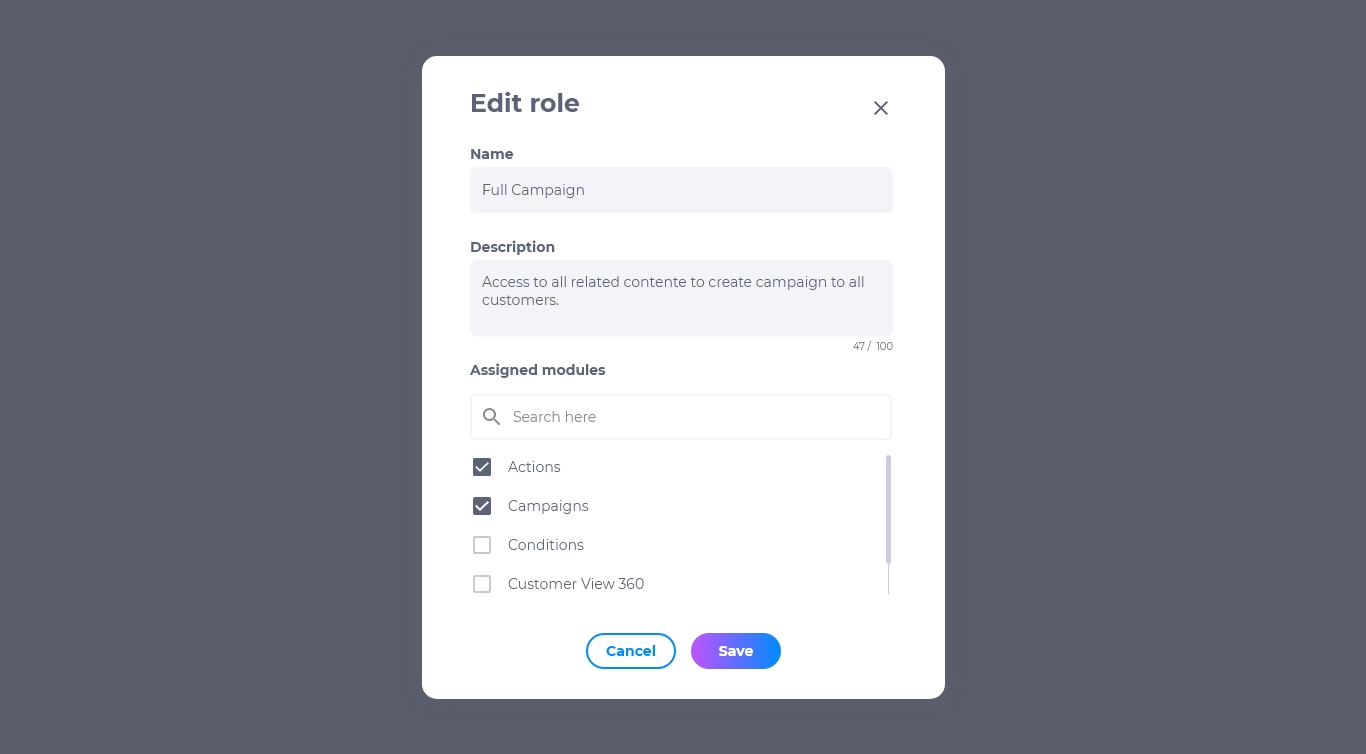 Edit role
Name
Full Campaign
Description
Access to all related contente to create campaign to all
customers.
47 / 100
Assigned modules
Search here
Actions
Campaigns
Conditions
Customer View 360
Cancel
Save